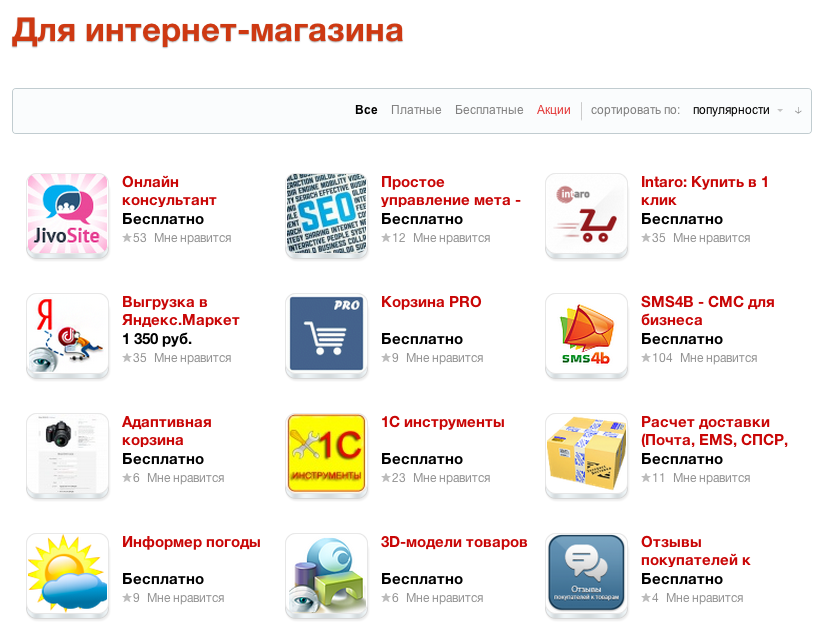 Для интернет-магазина
Все Платные Бесплатные Акции сортировать по: популярности
JivoSite
Онлайн
консультант
Бесплатно
53 Мне нравится
SEO
Простое
управление мета -
Бесплатно
12 Мне нравится
intaro
Intaro: Купить в 1
клик
Бесплатно
35 Мне нравится
Я
Выгрузка в
Яндекс.Маркет
1 350 руб.
35 Мне нравится
PRO
Корзина PRO
Бесплатно
9 Мне нравится
SMS4b
SMS4B - СМС для
бизнеса
Бесплатно
104 Мне нравится
Адаптивная
корзина
Бесплатно
6 Мне нравится
1С
ИНСТРУМЕНТЫ
1С инструменты
Бесплатно
23 Мне нравится
Расчет доставки
(Почта, EMS, СПСР,
Бесплатно
11 Мне нравится
Информер погоды
Бесплатно
9 Мне нравится
3D-модели товаров
Бесплатно
6 Мне нравится
Отзывы
покупателей к товарам
Отзывы
покупателей к
Бесплатно
4 Мне нравится